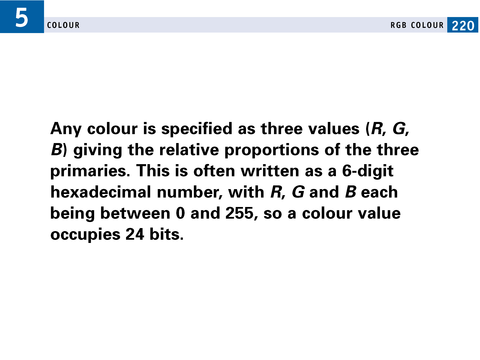 5
COLOUR
RGB COLOUR 220
Any colour is specified as three values (R, G,
B) giving the relative proportions of the three
primaries. This is often written as a 6-digit
hexadecimal number, with R, G and B each
being between 0 and 255, so a colour value
occupies 24 bits.